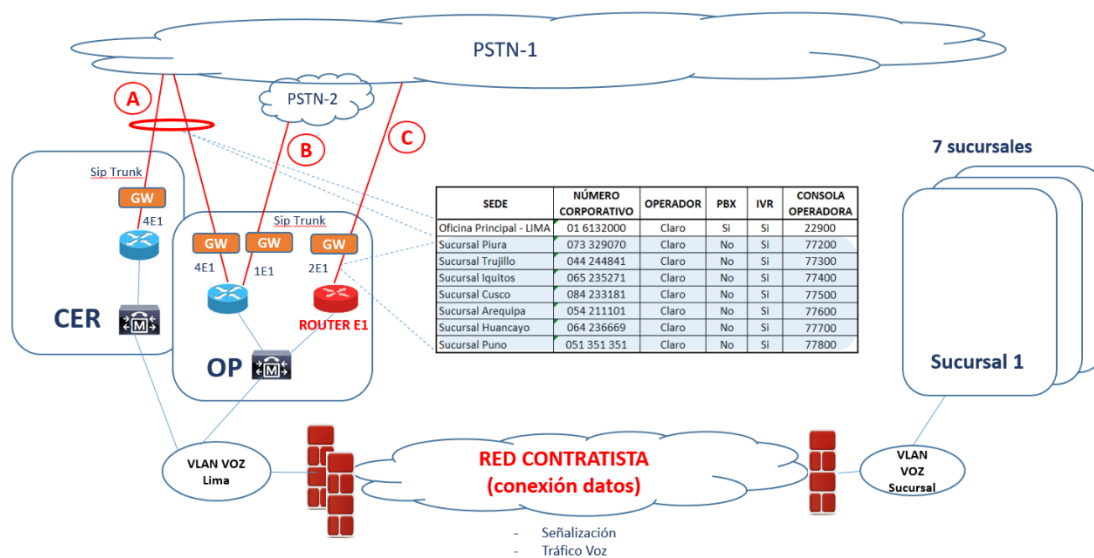 PSTN-1
PSTN-2
A
B
C
Sip Trunk
GW
4E1
CER
Sip Trunk
GW
GW
GW
4E1
1E1
2E1
ROUTER E1
M
OP
M
SEDE NÚMERO CORPORATIVO OPERADOR PBX IVR CONSOLA OPERADORA
Oficina Principal - LIMA 01 6132000 Claro Si Si 22900
Sucursal Piura 073 329070 Claro No Si 77200
Sucursal Trujillo 044 244841 Claro No Si 77300
Sucursal Iquitos 065 235271 Claro No Si 77400
Sucursal Cusco 084 233181 Claro No Si 77500
Sucursal Arequipa 054 211101 Claro No Si 77600
Sucursal Huancayo 064 236669 Claro No Si 77700
Sucursal Puno 051 351 351 Claro No Si 77800
7 sucursales
Sucursal 1
VLAN VOZ
Lima
RED CONTRATISTA
(conexión datos)
VLAN
VOZ
Sucursal
- Señalización
- Tráfico Voz